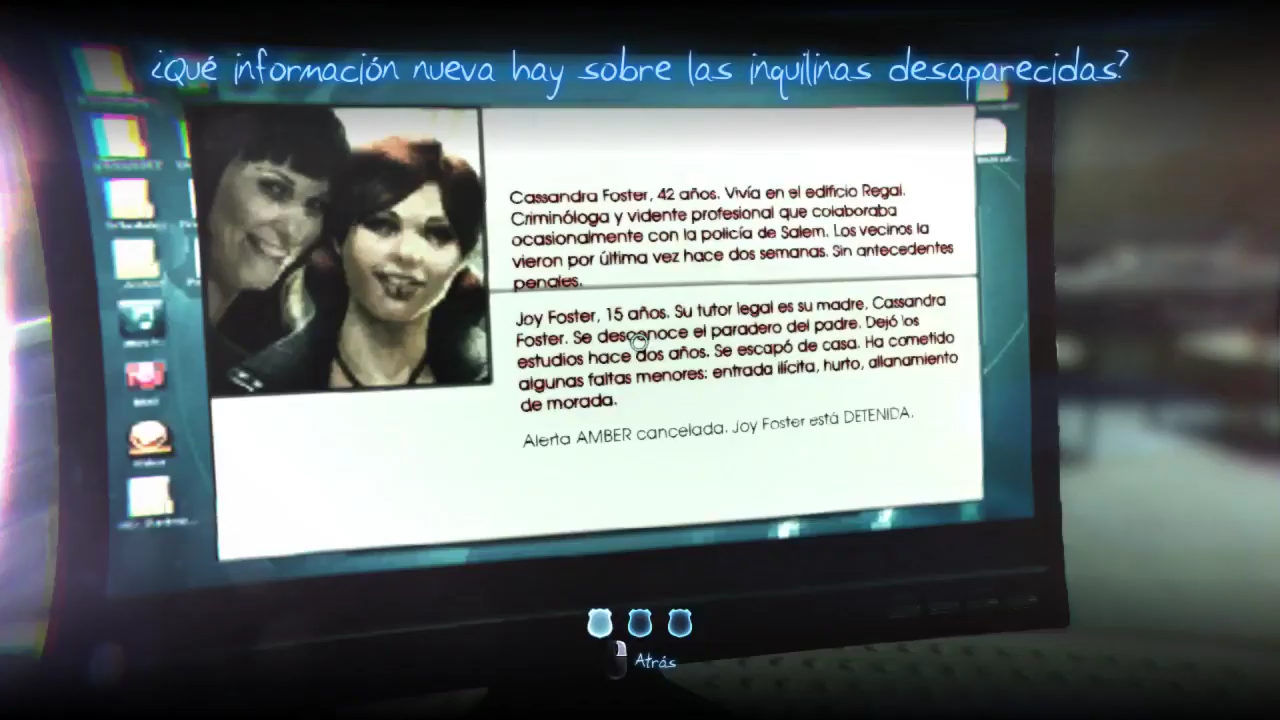 ¿Qué información nueva hay sobre las inquilinas desaparecidas?
Cassandra Foster, 42 años. Vivía en el edificio Regal.
Criminóloga y vidente profesional que colaboraba
ocasionalmente con la policía de Salem. Los vecinos la
vieron por última vez hace dos semanas. Sin antecedentes
penales.
Joy Foster, 15 años. Su tutor legal es su madre, Cassandra
Foster. Se desconoce el paradero del padre. Dejó los
estudios hace dos años. Se escapó de casa. Ha cometido
algunas faltas menores: entrada ilícita, hurto, allanamiento
de morada.
Alerta AMBER cancelada. Joy Foster está DETENIDA.
Atrás